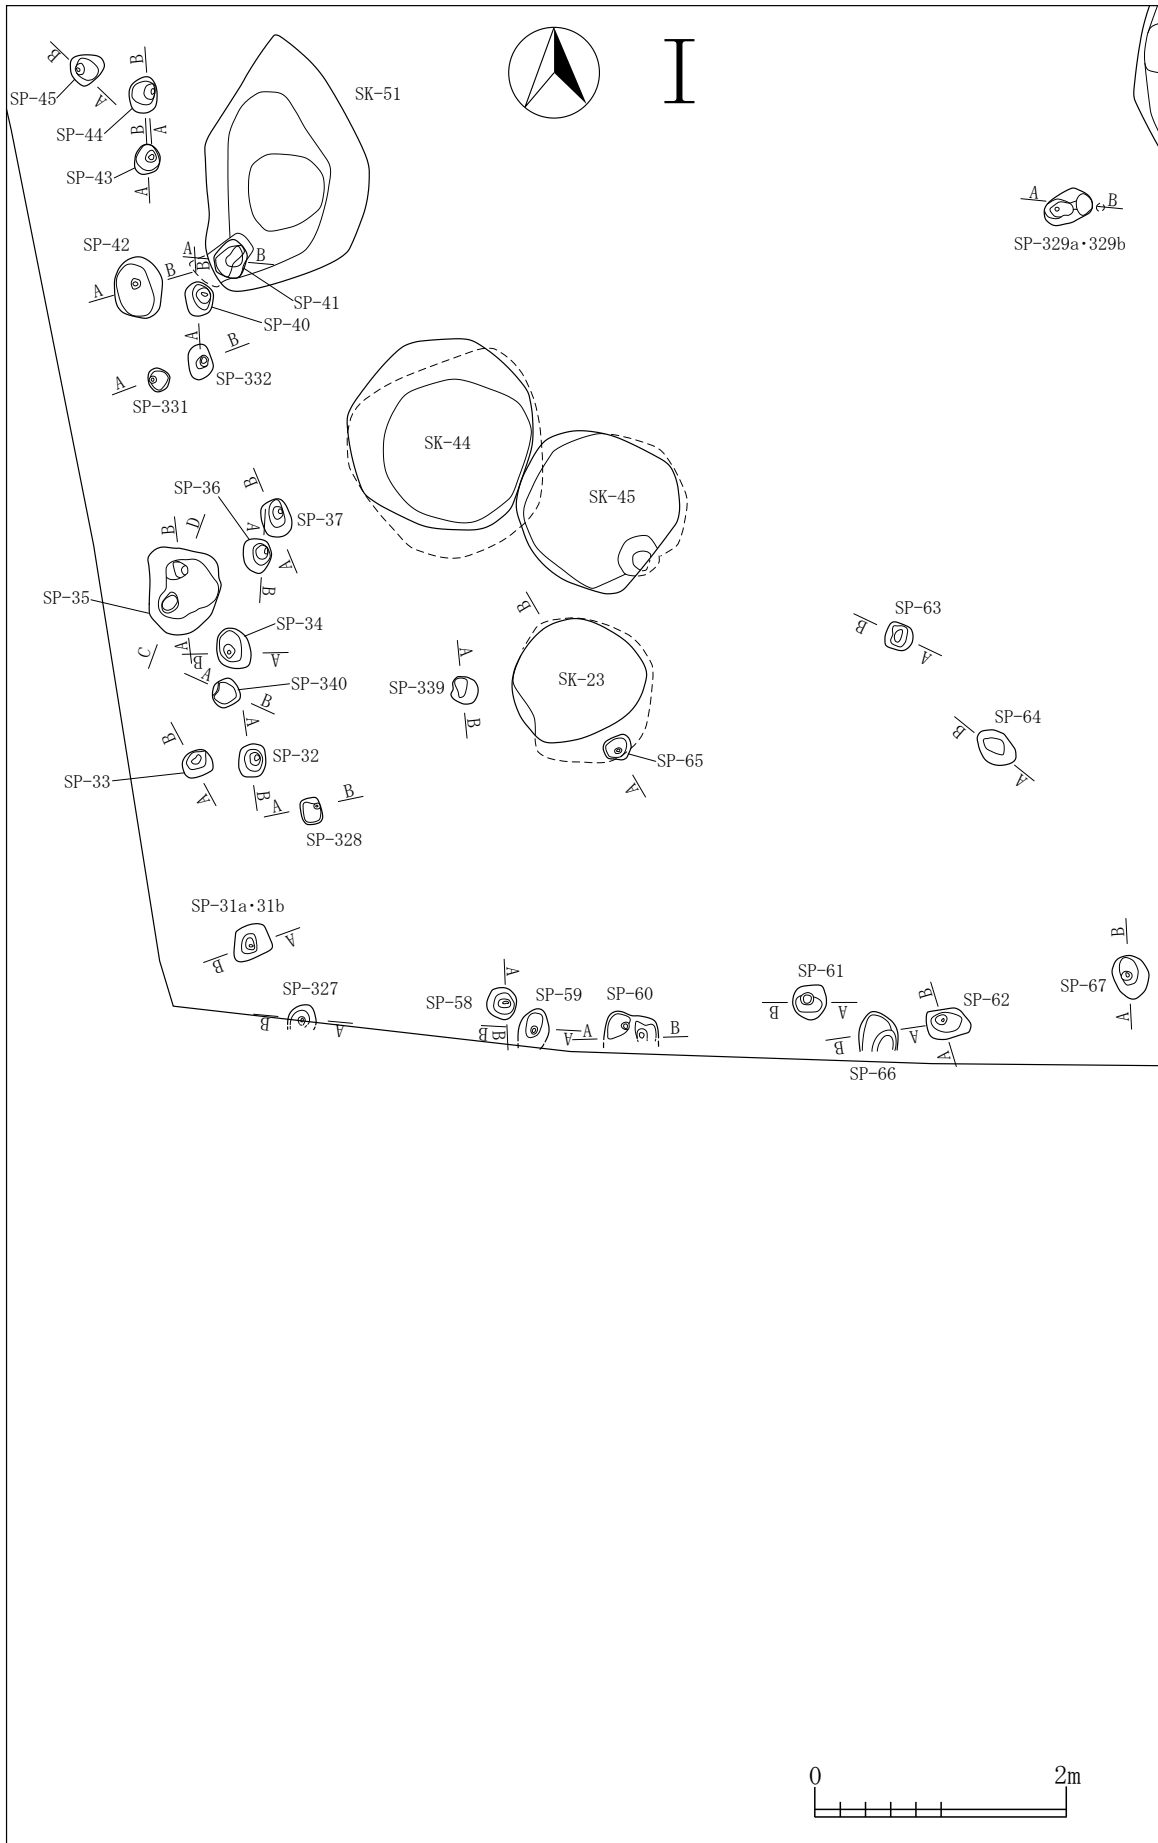 I
B
A
SP-45
B
SP-44
B
A
SP-43
A
SK-51
A
B
SP-329a・329b
SP-42
A
B
A
B
B
SP-41
SP-40
A
B
SP-332
A
SP-331
SK-44
SK-45
SP-36
B
SP-37
A
A
B
B
D
SP-35
C
A
SP-34
B
A
A
SP-340
B
A
SP-339
B
B
SK-23
SP-65
A
SP-63
B
A
SP-64
B
A
B
SP-33
A
A
SP-32
B
A
B
SP-328
SP-31a・31b
A
B
SP-327
B
A
A
SP-58
B
B
SP-59
A
SP-60
A
B
SP-61
B
A
B
SP-62
A
A
B
SP-66
B
SP-67
A
0
2m